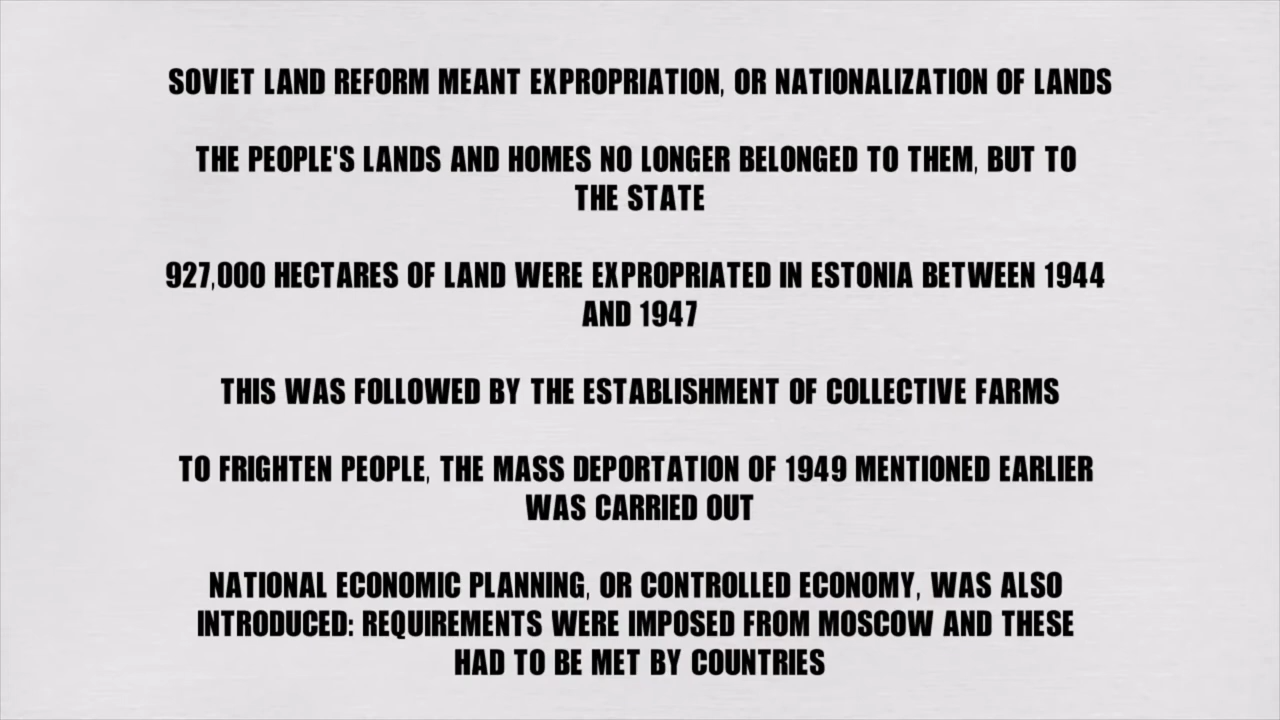 SOVIET LAND REFORM MEANT EXPROPRIATION, OR NATIONALIZATION OF LANDS
THE PEOPLE'S LANDS AND HOMES NO LONGER BELONGED TO THEM, BUT TO
THE STATE
927,000 HECTARES OF LAND WERE EXPROPRIATED IN ESTONIA BETWEEN 1944
AND 1947
THIS WAS FOLLOWED BY THE ESTABLISHMENT OF COLLECTIVE FARMS
TO FRIGHTEN PEOPLE, THE MASS DEPORTATION OF 1949 MENTIONED EARLIER
WAS CARRIED OUT
NATIONAL ECONOMIC PLANNING, OR CONTROLLED ECONOMY, WAS ALSO
INTRODUCED: REQUIREMENTS WERE IMPOSED FROM MOSCOW AND THESE
HAD TO BE MET BY COUNTRIES